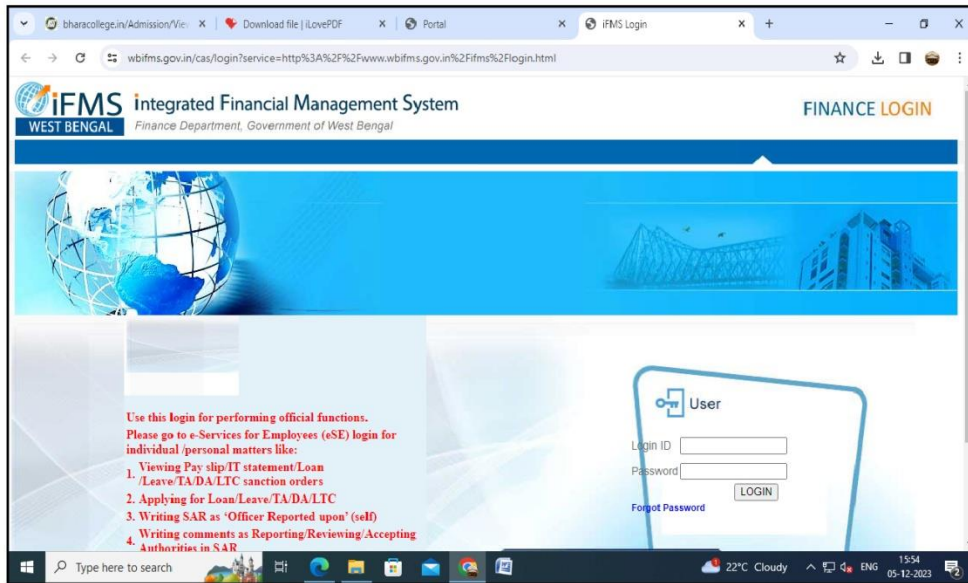 bharacollege.in/Admission/Vie
Download file | iLovePDF
Portal
iFMS Login
wbifms.gov.in/cas/login?service=http%3A%2F%2Fwww.wbifms.gov.in%2Fifms%2Flogin.html
iFMS
WEST BENGAL
Integrated Financial Management System
Finance Department, Government of West Bengal
FINANCE LOGIN
Use this login for performing official functions.
Please go to e-Services for Employees (eSE) login for
individual /personal matters like:
1. Viewing Pay slip/IT statement/Loan
/Leave/TA/DA/LTC sanction orders
2. Applying for Loan/Leave/TA/DA/LTC
3. Writing SAR as ‘Officer Reported upon’ (self)
4. Writing comments as Reporting/Reviewing/Accepting
Authorities in SAR
User
Login ID
Password
LOGIN
Forgot Password
Type here to search
22°C Cloudy
ENG
15:54
05-12-2023
2